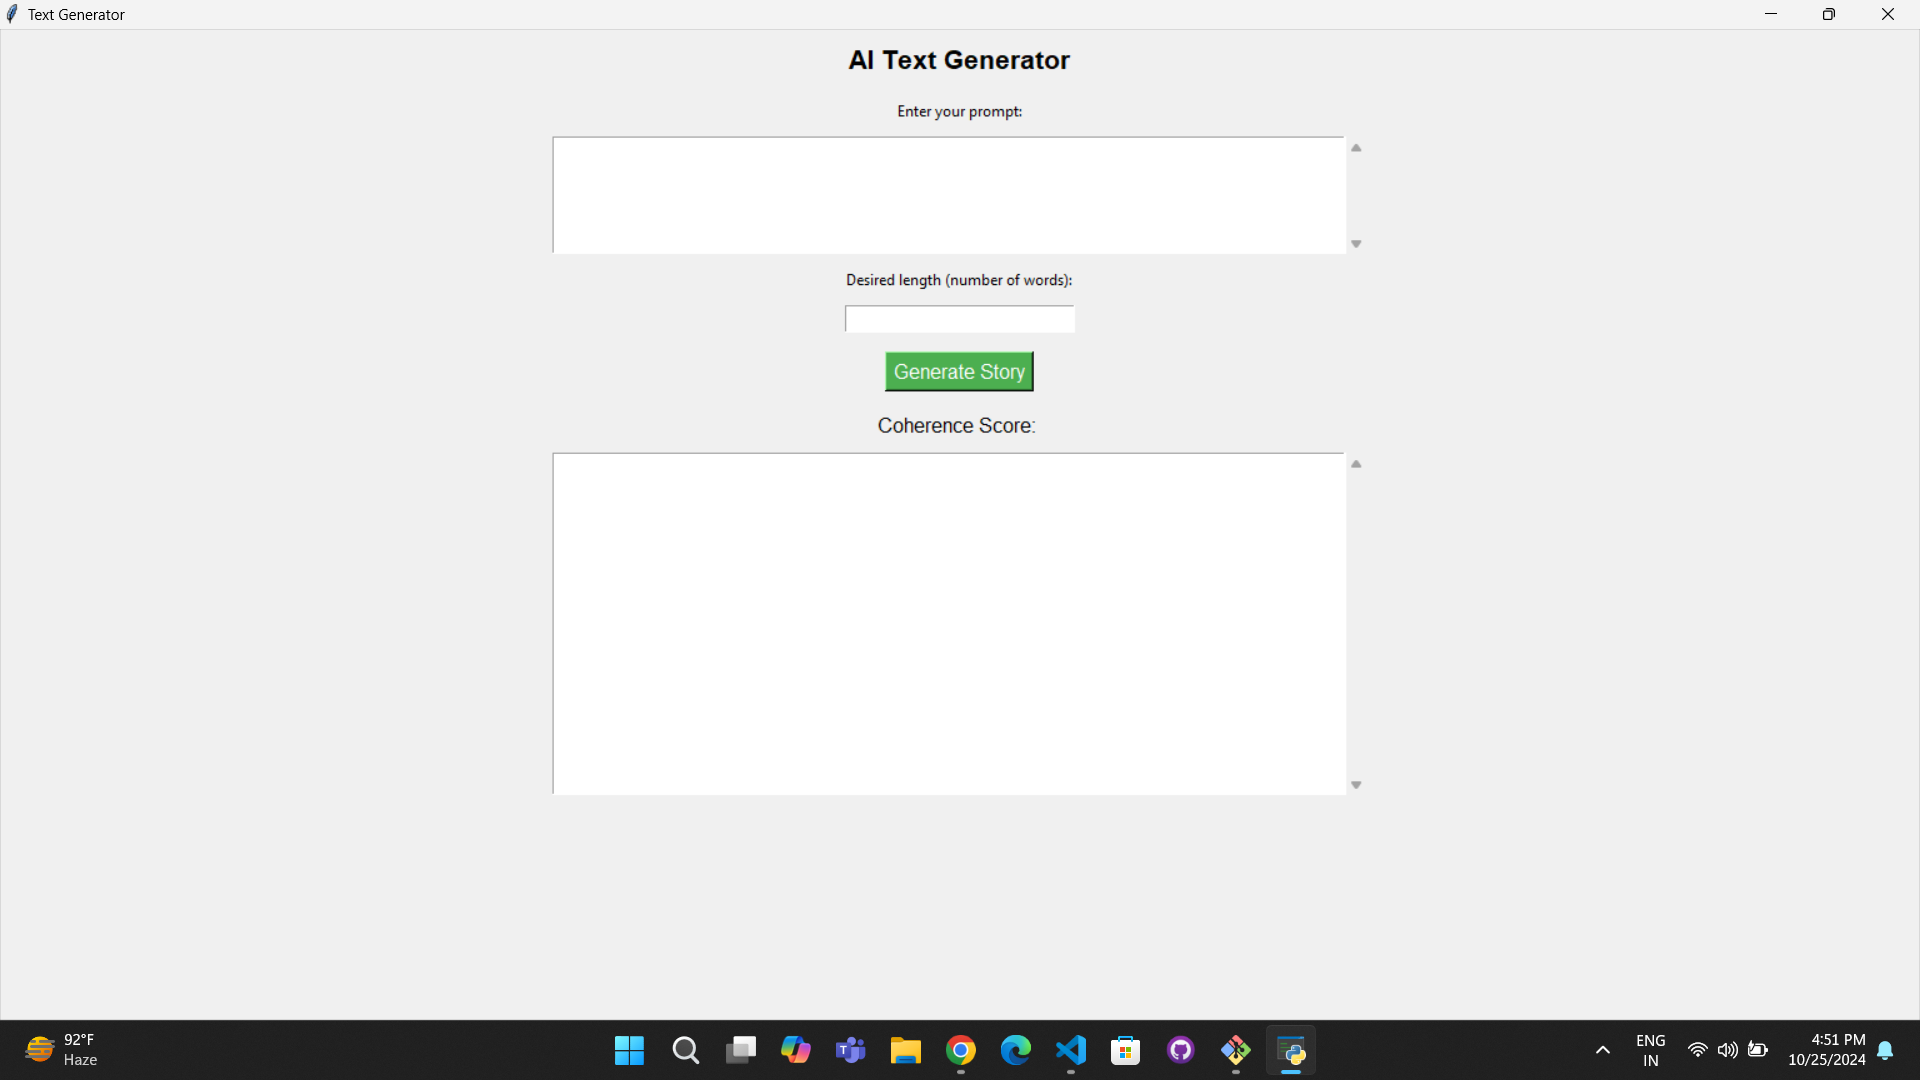 Text Generator
AI Text Generator
Enter your prompt:
Desired length (number of words):
Generate Story
Coherence Score:
92°F
Haze
ENG
IN
4:51 PM
10/25/2024